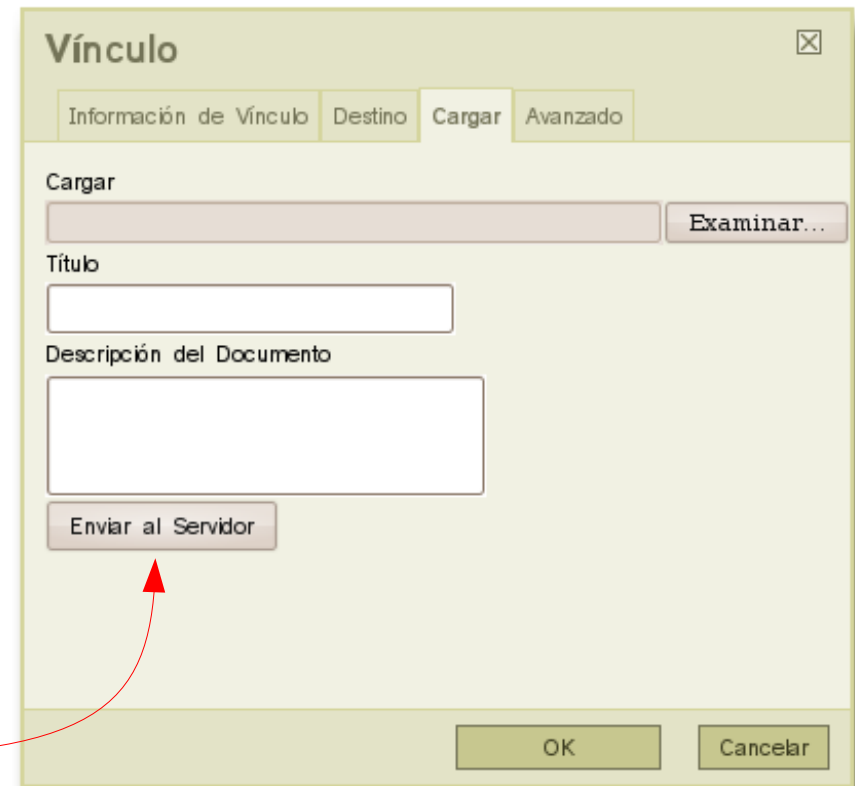 Vínculo
Información de Vínculo Destino Cargar Avanzado
Cargar
Examinar...
Título
Descripción del Documento
Enviar al Servidor
OK Cancelar